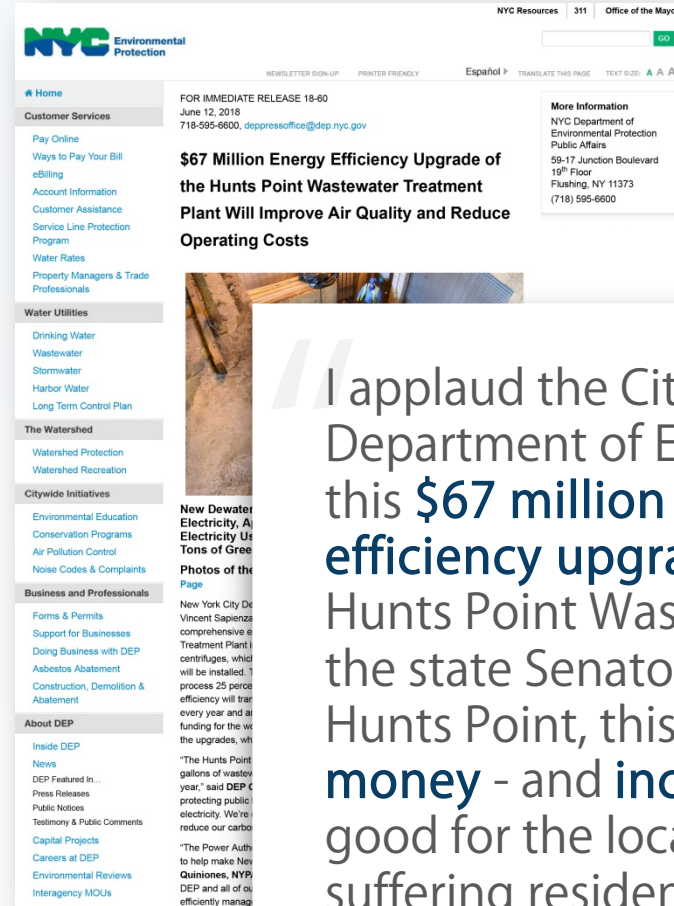 NYC Resources 311 Office of the Mayo
NYC Environmental
Protection
GO
NEWSLETTER SIGN-UP PRINTER FRIENDLY Español TRANSLATE THIS PAGE TEXT SIZE: A A A
Home
Customer Services
Pay Online
Ways to Pay Your Bill
eBilling
Account Information
Customer Assistance
Service Line Protection
Program
Water Rates
Property Managers & Trade
Professionals
Water Utilities
Drinking Water
Wastewater
Stormwater
Harbor Water
Long Term Control Plan
The Watershed
Watershed Protection
Watershed Recreation
Citywide Initiatives
Environmental Education
Conservation Programs
Air Pollution Control
Noise Codes & Complaints
Business and Professionals
Forms & Permits
Support for Businesses
Doing Business with DEP
Asbestos Abatement
Construction, Demolition &
Abatement
About DEP
Inside DEP
News
DEP Featured In...
Press Releases
Public Notices
Testimony & Public Comments
Capital Projects
Careers at DEP
Environmental Reviews
Interagency MOUs
FOR IMMEDIATE RELEASE 18-60
June 12, 2018
718-595-6600, deppressoffice@dep.nyc.gov
$67 Million Energy Efficiency Upgrade of
the Hunts Point Wastewater Treatment
Plant Will Improve Air Quality and Reduce
Operating Costs
New Dewater
Electricity, A
Electricity Us
Tons of Gree
Photos of the
Page
New York City De
Vincent Sapienza
comprehensive e
Treatment Plant i
centrifuges, whic
will be installed. T
process 25 perce
efficiency will tran
every year and a
funding for the wo
the upgrades, wh
"The Hunts Point
gallons of wastew
year," said DEP C
protecting public
electricity. We're
reduce our carbo
"The Power Auth
to help make New
Quiniones, NYPA
DEP and all of ou
efficiently manag
More Information
NYC Department of
Environmental Protection
Public Affairs
59-17 Junction Boulevard
19th Floor
Flushing, NY 11373
(718) 595-6600
"I applaud the Cit
Department of E
this $67 million
efficiency upgra
Hunts Point Was
the state Senato
Hunts Point, this
money - and inc
good for the loca
suffering residen